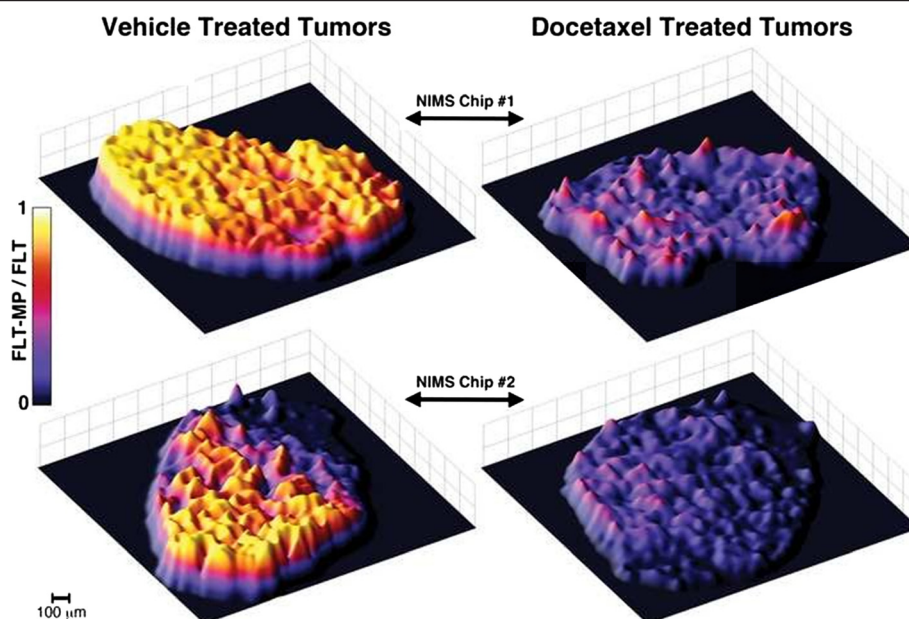 Vehicle Treated Tumors
Docetaxel Treated Tumors
NIMS Chip #1
1
FLT-MP / FLT
0
NIMS Chip #2
100 µm